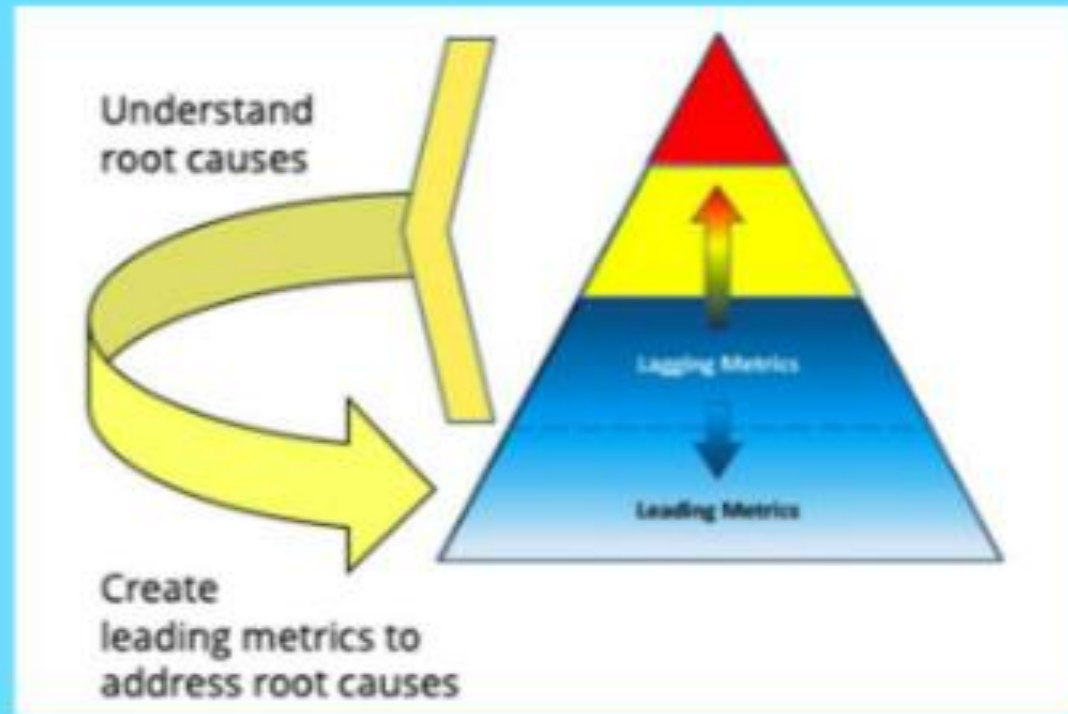 Understand
root causes
Lagging Metrics
Leading Metrics
Create
leading metrics to
address root causes